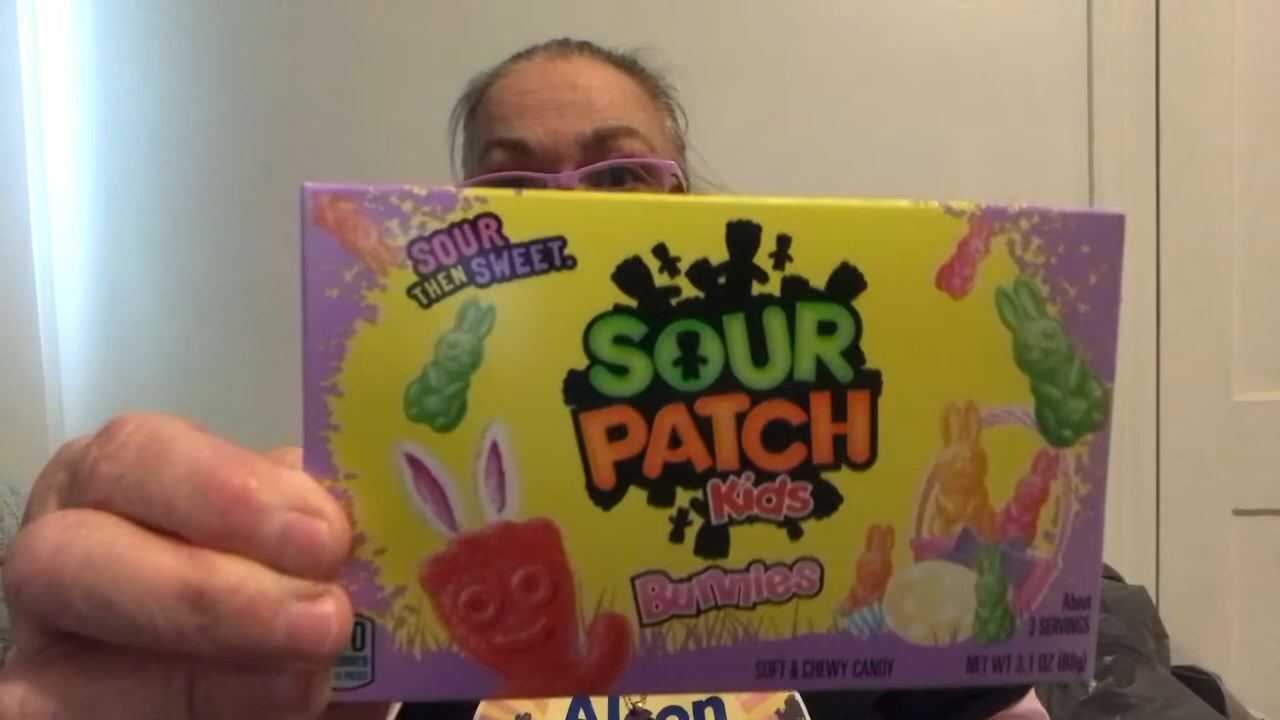 SOUR
THEN SWEET.
SOUR
PATCH
Kids
Bunnies
About
3 SERVINGS
SOFT & CHEWY CANDY
NET WT 3.1 OZ (88g)